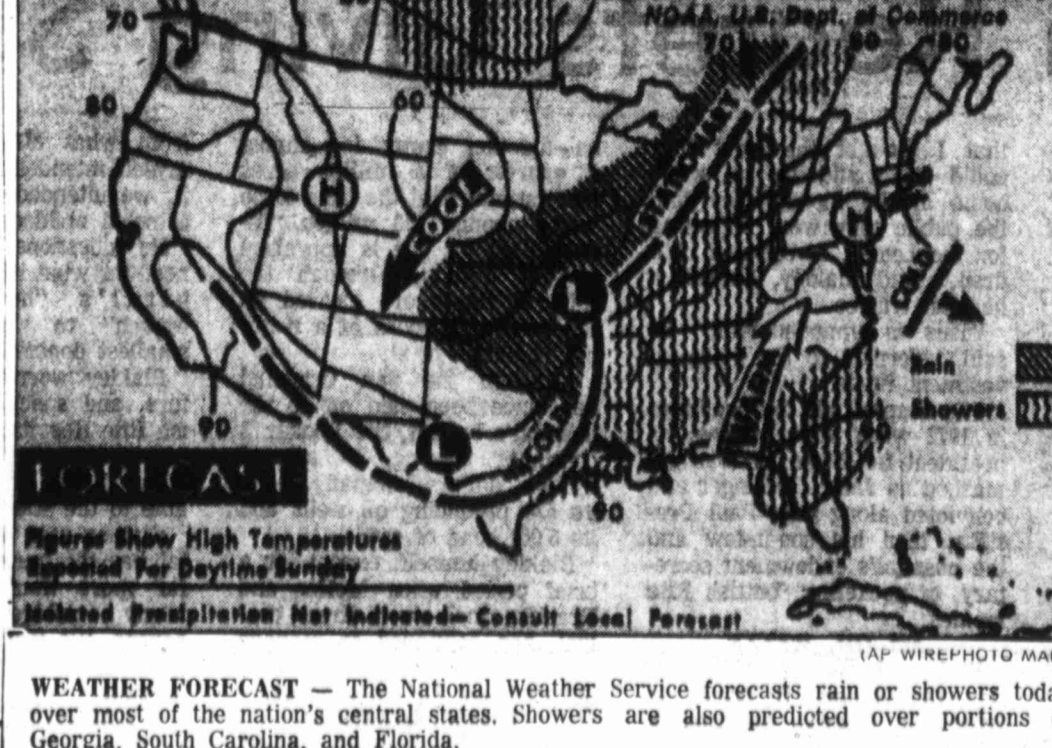 70
NOAA, U.S. Dept. of Commerce
70 80 80
80
60
H
COOL
STATIONARY
H
L
COLD
Rain
Showers
WARM
90
L
COLD
FORECAST
90
Figures Show High Temperatures
Expected For Daytime Sunday
Isolated Precipitation Not Indicated— Consult Local Forecast
(AP WIREPHOTO MA
WEATHER FORECAST — The National Weather Service forecasts rain or showers toda
over most of the nation's central states. Showers are also predicted over portions
Georgia, South Carolina, and Florida.